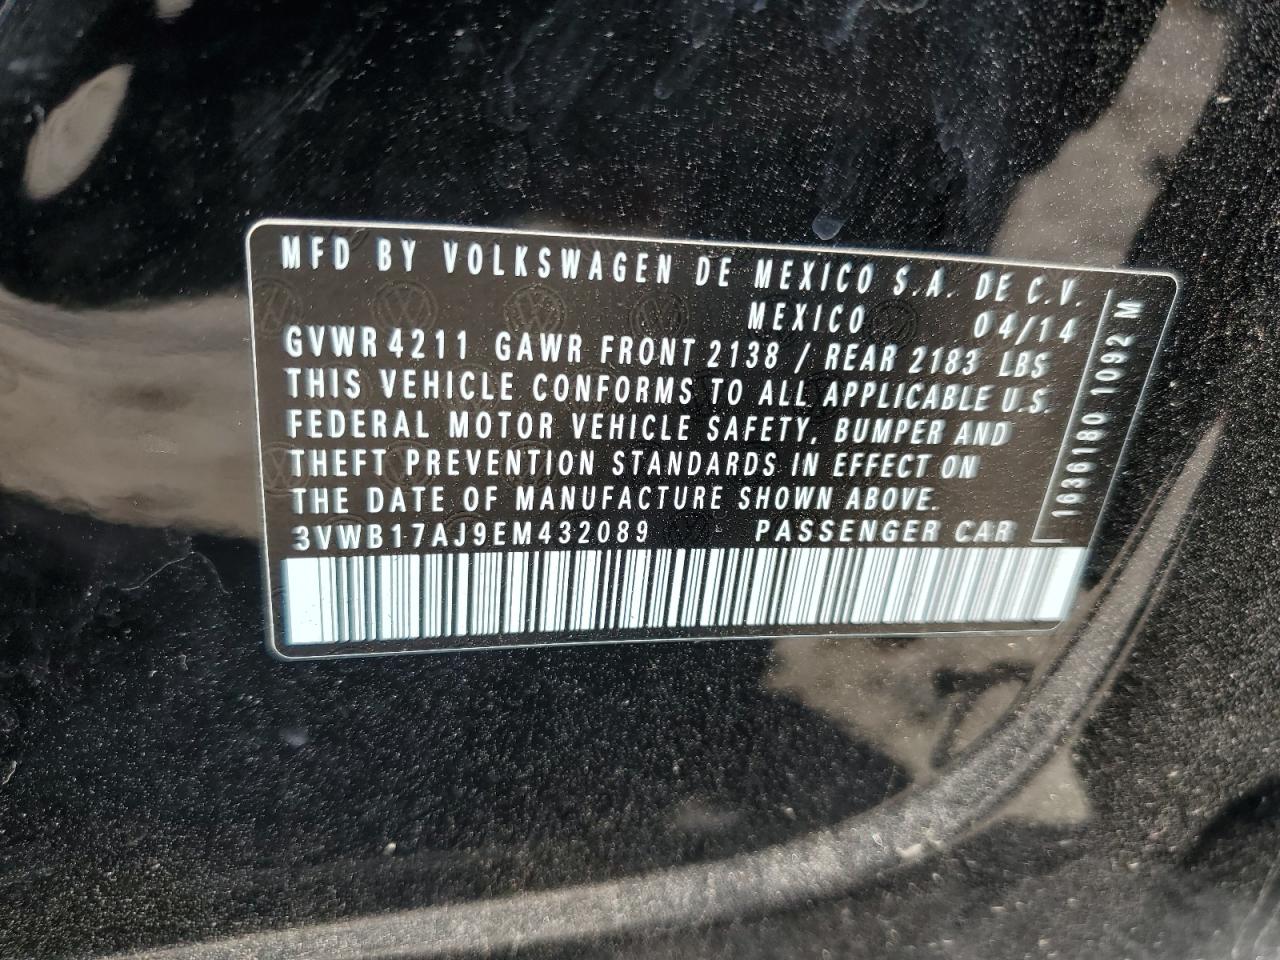 MFD BY VOLKSWAGEN DE MEXICO S.A. DE C.V.
MEXICO 04/14
GVWR 4211 GAWR FRONT 2138 / REAR 2183 LBS
THIS VEHICLE CONFORMS TO ALL APPLICABLE U.S.
FEDERAL MOTOR VEHICLE SAFETY, BUMPER AND
THEFT PREVENTION STANDARDS IN EFFECT ON
THE DATE OF MANUFACTURE SHOWN ABOVE.
3VWB17AJ9EM432089 PASSENGER CAR
1636180 1092 M